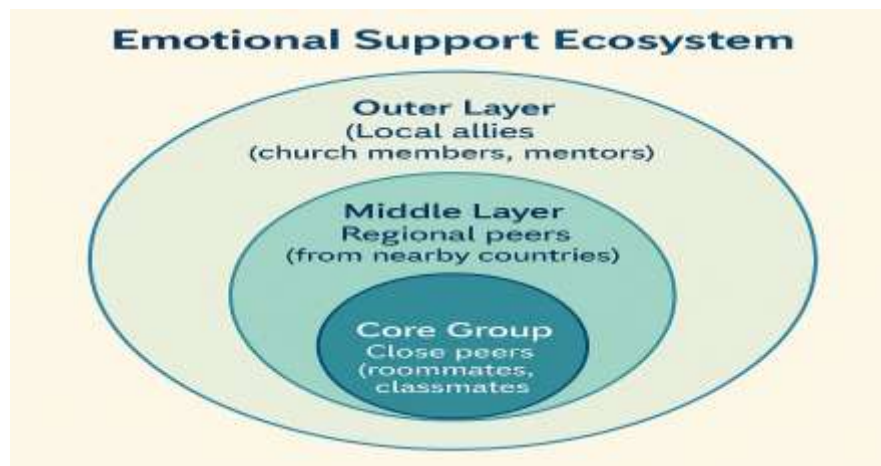 Emotional Support Ecosystem
Outer Layer
(Local allies
(church members, mentors)
Middle Layer
Regional peers
(from nearby countries)
Core Group
Close peers
(roommates,
classmates